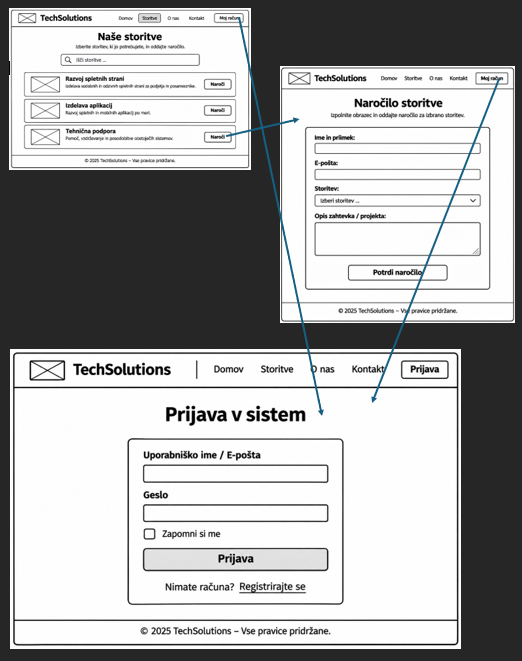 TechSolutions
Domov Storitve O nas Kontakt Moj račun
Naše storitve
Izberite storitev, ki jo potrebujete, in oddajte naročilo.
Išči storitve ...
Razvoj spletnih strani
Naroči
Izdelava sodobnih in odzivnih spletnih strani za podjetja in posameznike.
Izdelava aplikacij
Naroči
Razvoj spletnih in mobilnih aplikacij po meri.
Tehnična podpora
Naroči
Pomoč, vzdrževanje in posodobitve obstoječih sistemov.
© 2025 TechSolutions – Vse pravice pridržane.
TechSolutions
Domov Storitve O nas Kontakt Moj račun
Naročilo storitve
Izpolnite obrazec in oddajte naročilo za izbrano storitev.
Ime in priimek:
E-pošta:
Storitev:
Izberi storitev ...
Opis zahtevka / projekta:
Potrdi naročilo
© 2025 TechSolutions – Vse pravice pridržane.
TechSolutions
Domov Storitve O nas Kontakt Prijava
Prijava v sistem
Uporabniško ime / E-pošta
Geslo
Zapomni si me
Prijava
Nimate računa? Registrirajte se
© 2025 TechSolutions – Vse pravice pridržane.